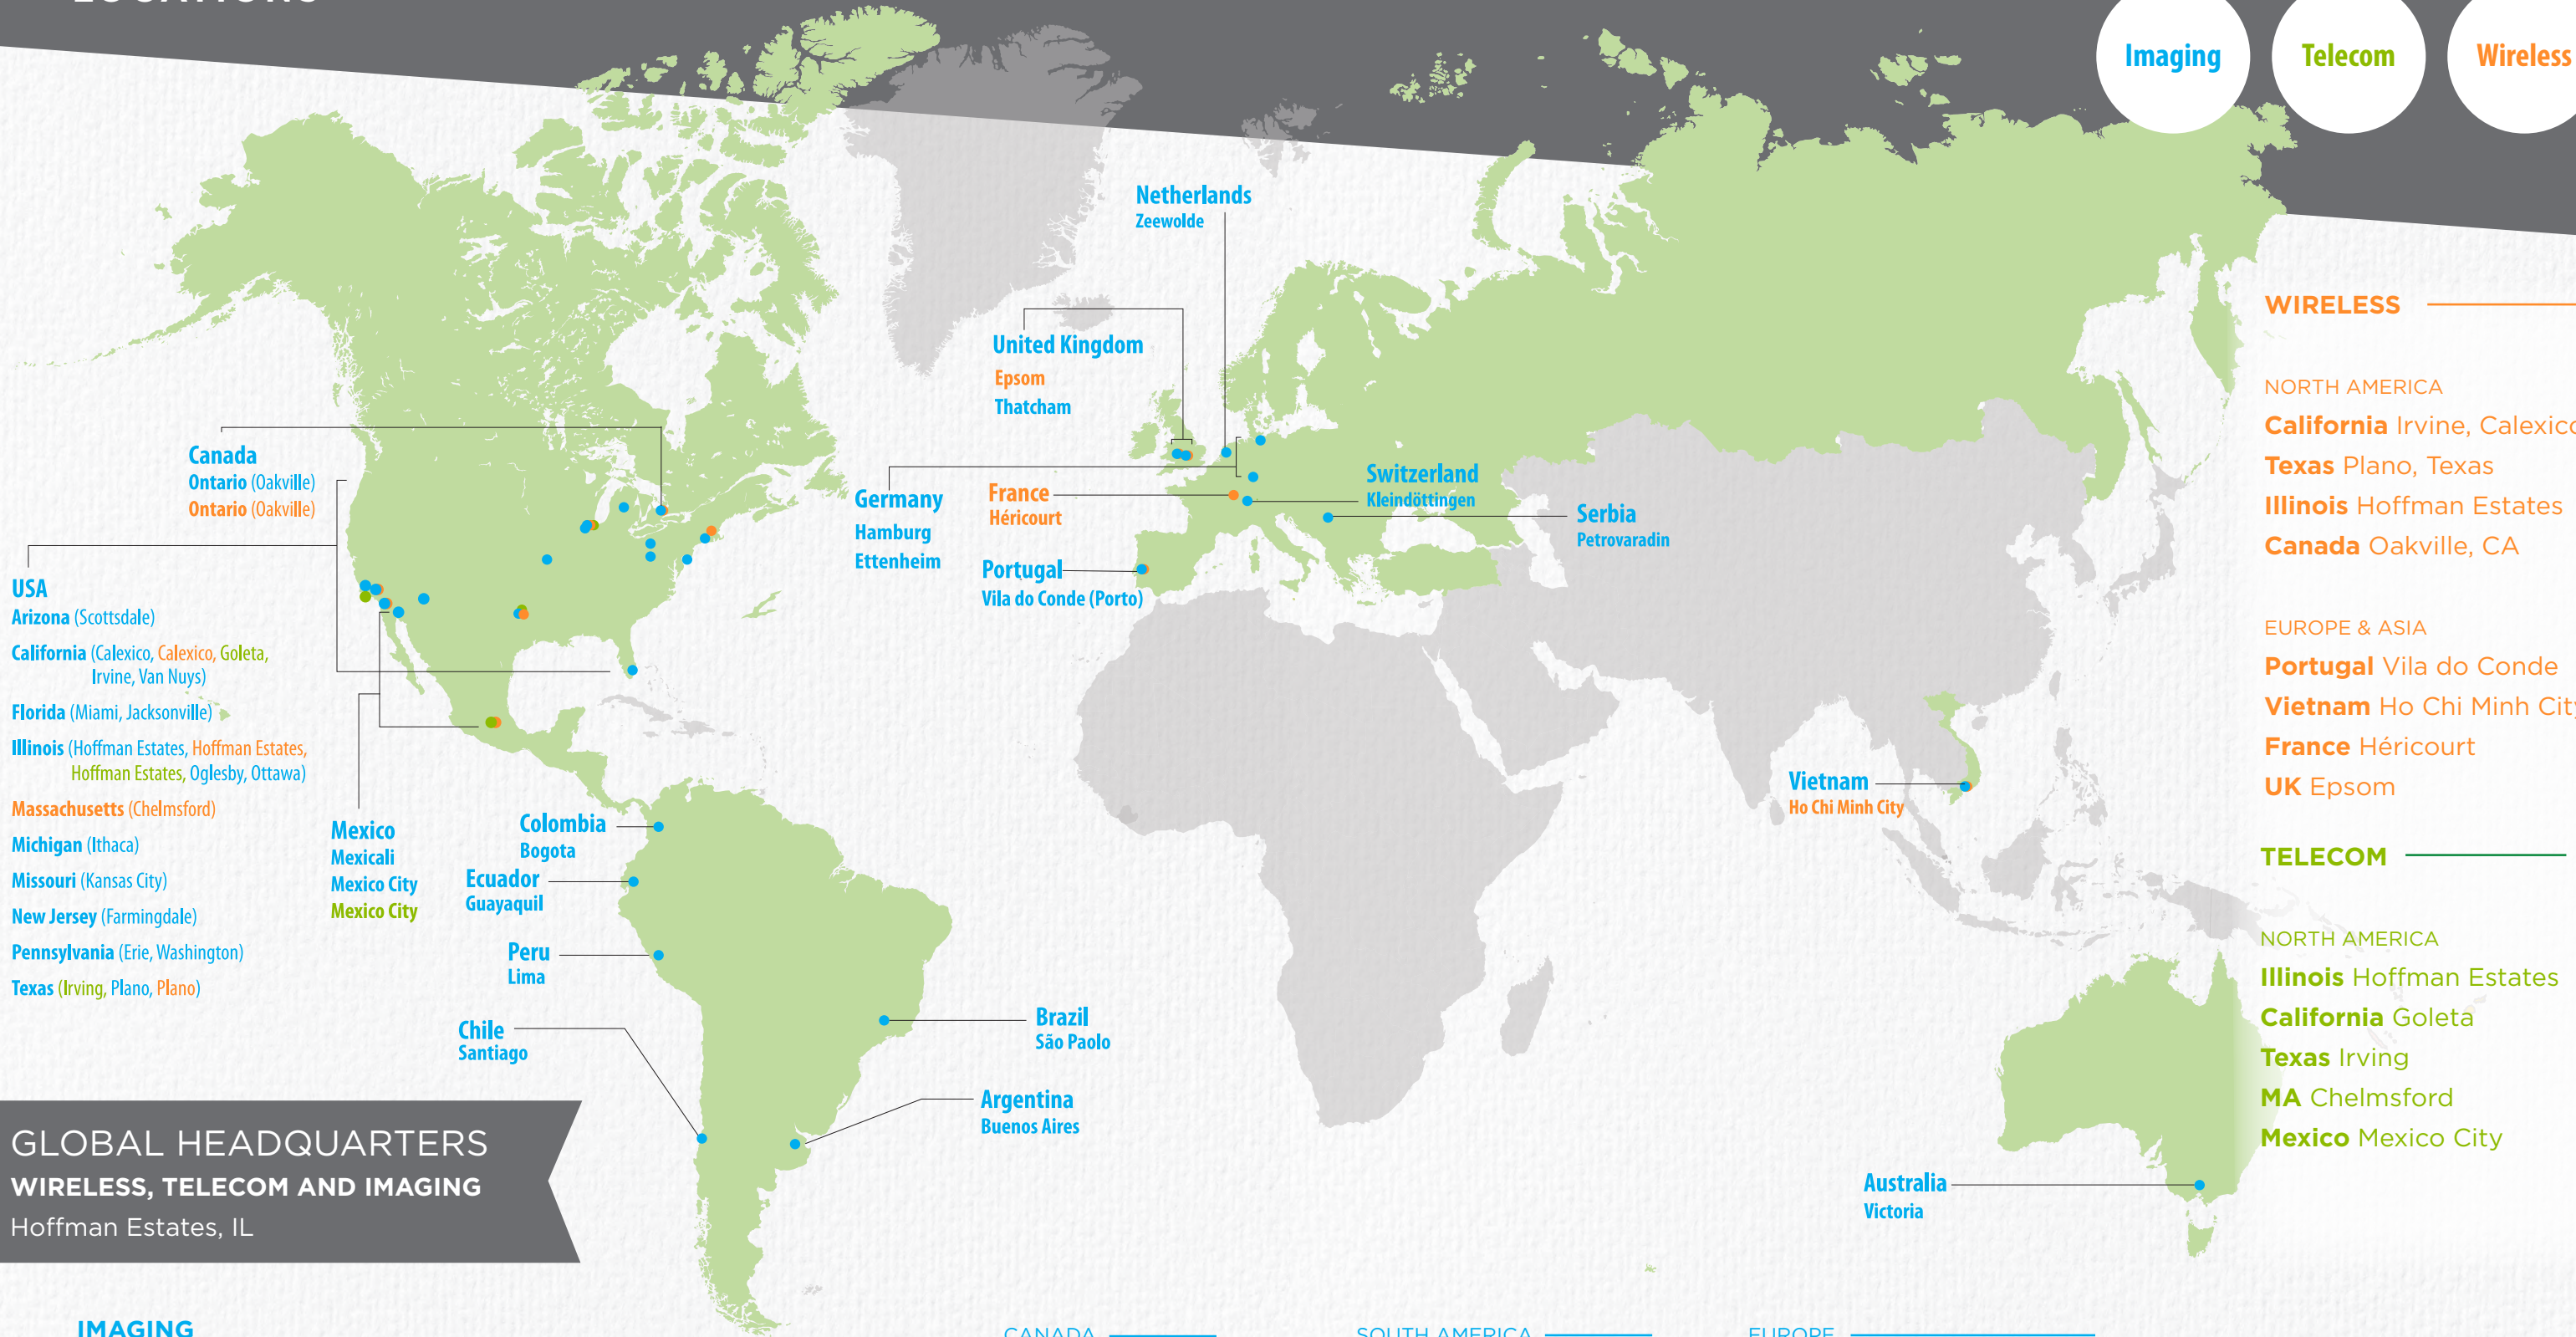 LOCATIONS
Imaging
Telecom
Wireless
Netherlands
Zeewolde
United Kingdom
Epsom
Thatcham
Canada
Ontario (Oakville)
Ontario (Oakville)
Germany
Hamburg
Ettenheim
France
Héricourt
Switzerland
Kleindöttingen
Serbia
Petrovaradin
Portugal
Vila do Conde (Porto)
USA
Arizona (Scottsdale)
California (Calexico, Calexico, Goleta,
Irvine, Van Nuys)
Florida (Miami, Jacksonville)
Illinois (Hoffman Estates, Hoffman Estates,
Hoffman Estates, Oglesby, Ottawa)
Massachusetts (Chelmsford)
Michigan (Ithaca)
Missouri (Kansas City)
New Jersey (Farmingdale)
Pennsylvania (Erie, Washington)
Texas (Irving, Plano, Plano)
Mexico
Mexicali
Mexico City
Mexico City
Colombia
Bogota
Ecuador
Guayaquil
Peru
Lima
Chile
Santiago
Brazil
São Paolo
Argentina
Buenos Aires
Vietnam
Ho Chi Minh City
Australia
Victoria
WIRELESS
NORTH AMERICA
California Irvine, Calexico
Texas Plano, Texas
Illinois Hoffman Estates
Canada Oakville, CA
EUROPE & ASIA
Portugal Vila do Conde
Vietnam Ho Chi Minh City
France Héricourt
UK Epsom
TELECOM
NORTH AMERICA
Illinois Hoffman Estates
California Goleta
Texas Irving
MA Chelmsford
Mexico Mexico City
GLOBAL HEADQUARTERS
WIRELESS, TELECOM AND IMAGING
Hoffman Estates, IL
IMAGING
CANADA
SOUTH AMERICA
EUROPE